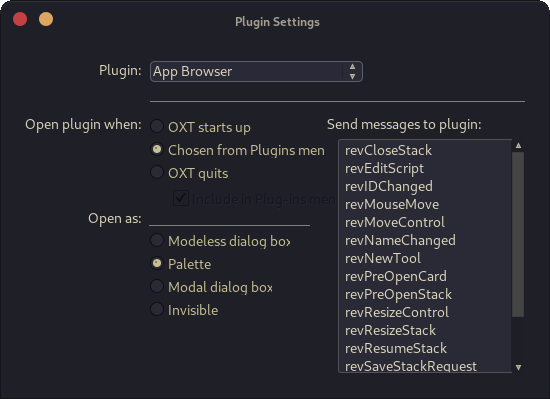 Plugin Settings
Plugin: App Browser
Open plugin when:
OXT starts up
Chosen from Plugins men
OXT quits
Include in Plug-ins men
Open as:
Modeless dialog box
Palette
Modal dialog box
Invisible
Send messages to plugin:
revCloseStack
revEditScript
revIDChanged
revMouseMove
revMoveControl
revNameChanged
revNewTool
revPreOpenCard
revPreOpenStack
revResizeControl
revResizeStack
revResumeStack
revSaveStackRequest